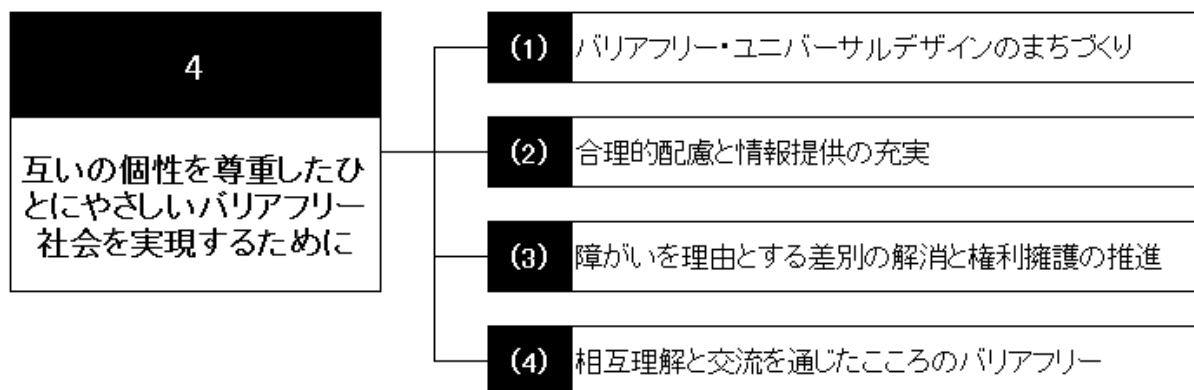 4
互いの個性を尊重したひ
とにやさしいバリアフリー
社会を実現するために
(1) バリアフリー・ユニバーサルデザインのまちづくり
(2) 合理的配慮と情報提供の充実
(3) 障がいを理由とする差別の解消と権利擁護の推進
(4) 相互理解と交流を通じたこころのバリアフリー